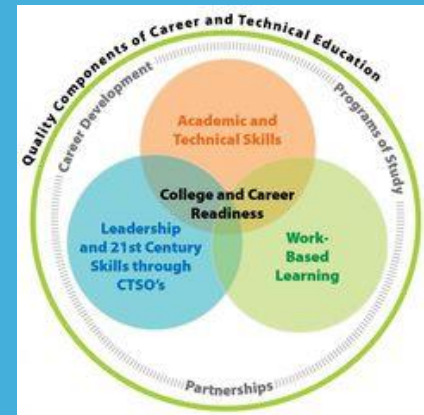 Quality Components of Career and Technical Education
Career Development
Programs of Study
Academic and
Technical Skills
College and Career
Readiness
Leadership
and 21st Century
Skills through
CTSO's
Work-
Based
Learning
Partnerships